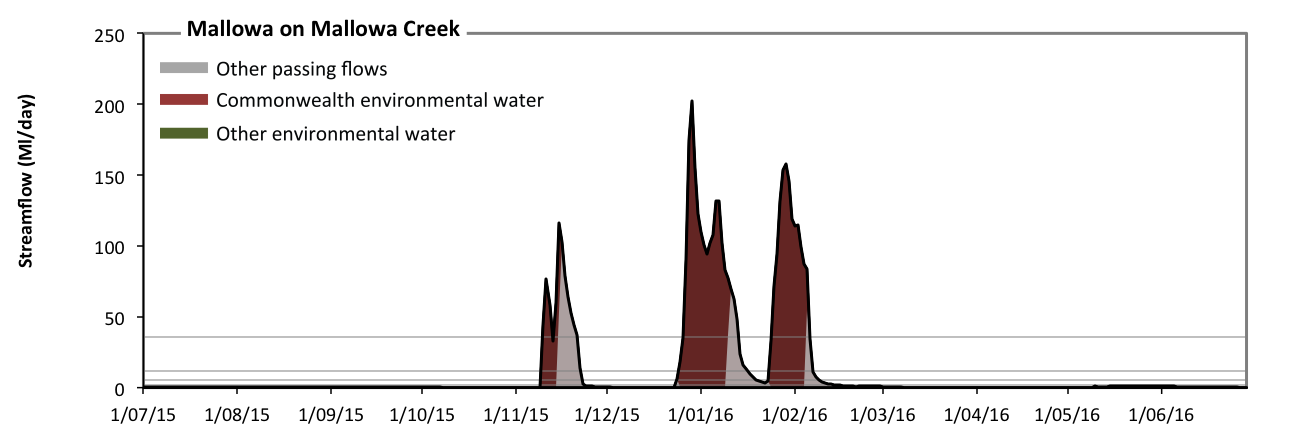 Mallowa on Mallowa Creek
Other passing flows
Commonwealth environmental water
Other environmental water
Streamflow (Ml/day)
250
200
150
100
50
0
1/07/15 1/08/15 1/09/15 1/10/15 1/11/15 1/12/15 1/01/16 1/02/16 1/03/16 1/04/16 1/05/16 1/06/16